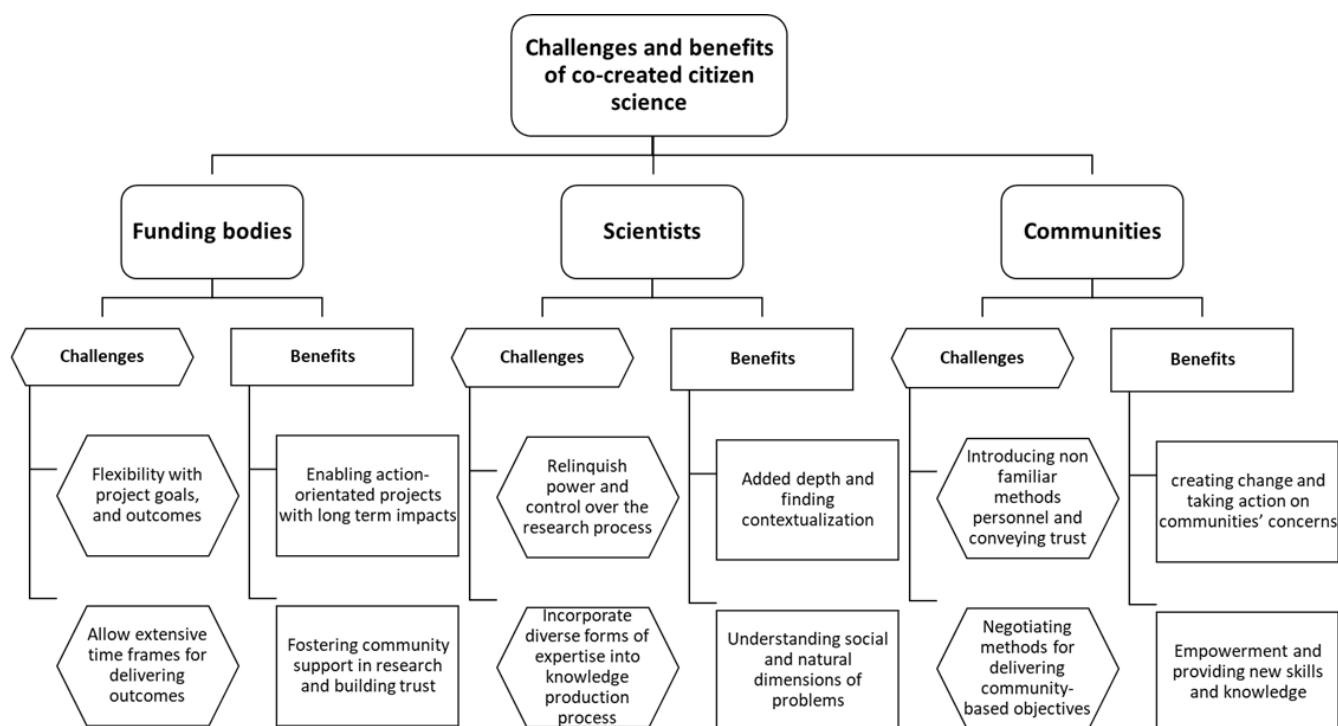 Challenges and benefits
of co-created citizen
science
Funding bodies
Scientists
Communities
Challenges
Benefits
Challenges
Benefits
Challenges
Benefits
Flexibility with
project goals,
and outcomes
Enabling action-
orientated projects
with long term impacts
Relinquish
power and
control over the
research process
Added depth and
finding
contextualization
Introducing non
familiar methods
personnel and
conveying trust
creating change and
taking action on
communities’ concerns
Allow extensive
time frames for
delivering
outcomes
Fostering community
support in research
and building trust
Incorporate
diverse forms of
expertise into
knowledge
production
process
Understanding social
and natural
dimensions of
problems
Negotiating
methods for
delivering
community-
based objectives
Empowerment and
providing new skills
and knowledge